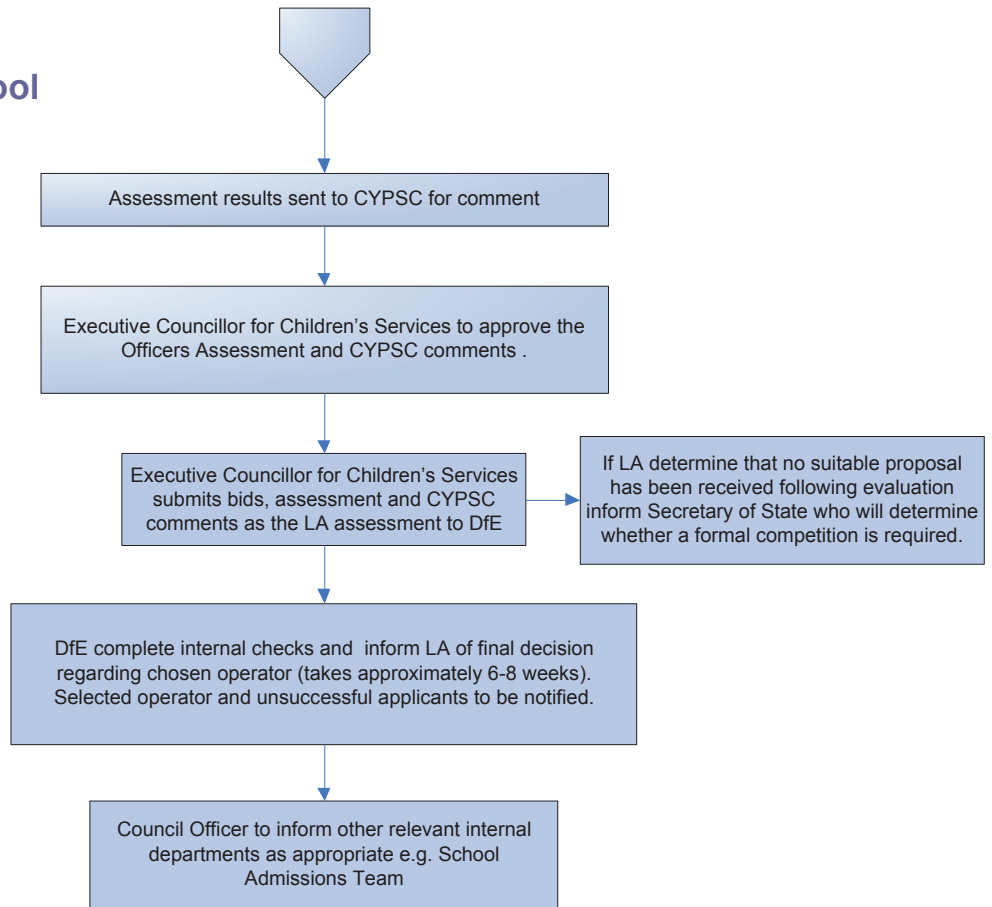 ool
Assessment results sent to CYPSC for comment
Executive Councillor for Children's Services to approve the
Officers Assessment and CYPSC comments .
Executive Councillor for Children's Services
submits bids, assessment and CYPSC
comments as the LA assessment to DfE
If LA determine that no suitable proposal
has been received following evaluation
inform Secretary of State who will determine
whether a formal competition is required.
DfE complete internal checks and inform LA of final decision
regarding chosen operator (takes approximately 6-8 weeks).
Selected operator and unsuccessful applicants to be notified.
Council Officer to inform other relevant internal
departments as appropriate e.g. School
Admissions Team